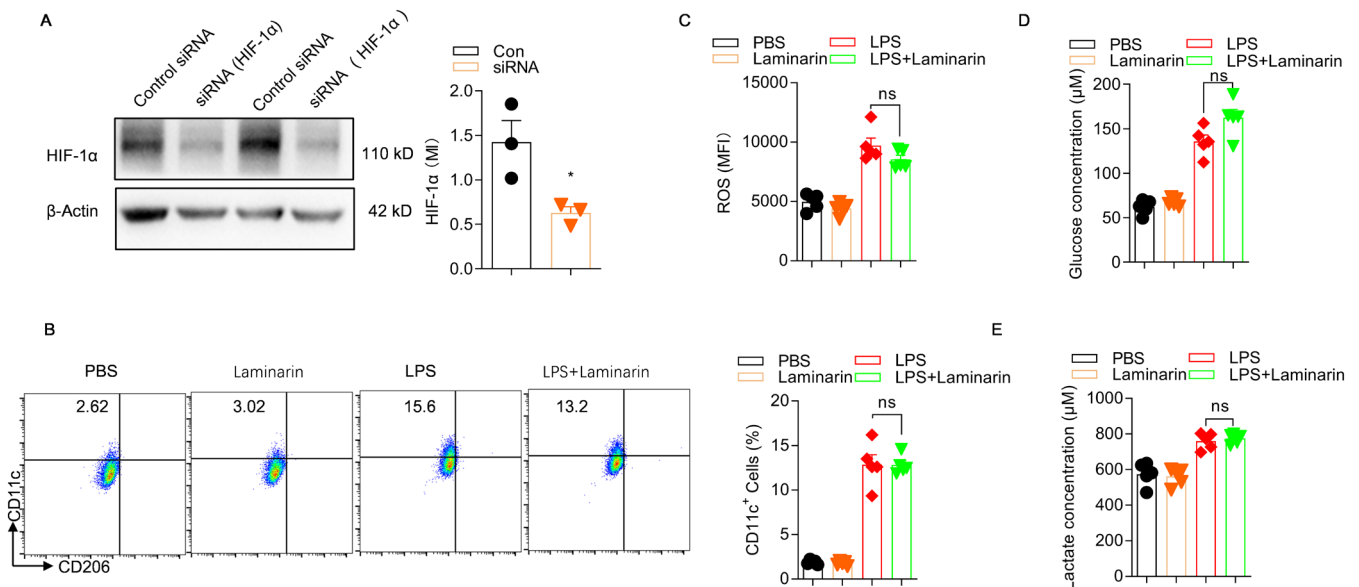 A
Control siRNA
siRNA (HIF-1α)
Control siRNA
siRNA ( HIF-1α )
HIF-1α
110 kD
β-Actin
42 kD
Con
siRNA
HIF-1α (MI)
2.0
1.5
1.0
0.5
0.0
*
C
PBS
LPS
Laminarin
LPS+Laminarin
ROS (MFI)
15000
10000
5000
0
ns
D
PBS
LPS
Laminarin
LPS+Laminarin
Glucose concentration (μM)
200
150
100
50
0
ns
B
PBS
Laminarin
LPS
LPS+Laminarin
2.62
3.02
15.6
13.2
CD11c
CD206
PBS
LPS
Laminarin
LPS+Laminarin
CD11c⁺ Cells (%)
20
15
10
5
0
ns
E
PBS
LPS
Laminarin
LPS+Laminarin
Lactate concentration (μM)
1000
800
600
400
200
0
ns